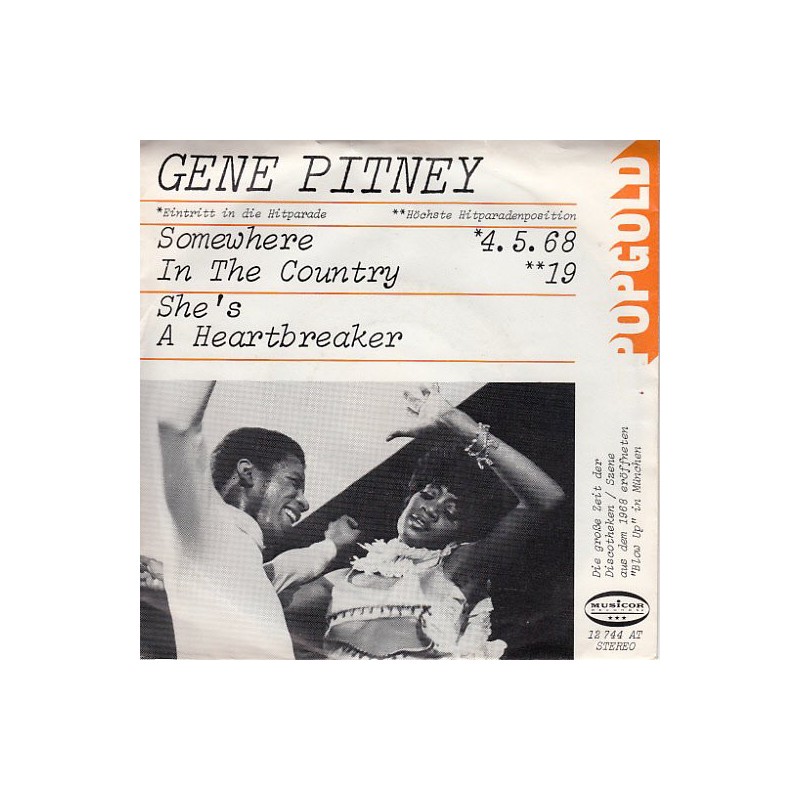 GENE PITNEY
*Eintritt in die Hitparade **Höchste Hitparadenposition
Somewhere *4.5.68
In The Country **19
She's
A Heartbreaker
POPGOLD
Die große Zeit der
Discotheken / Szene
aus dem 1968 eröffneten
"Blow Up" in München
MUSICOR
RECORDS
12 744 AT
STEREO